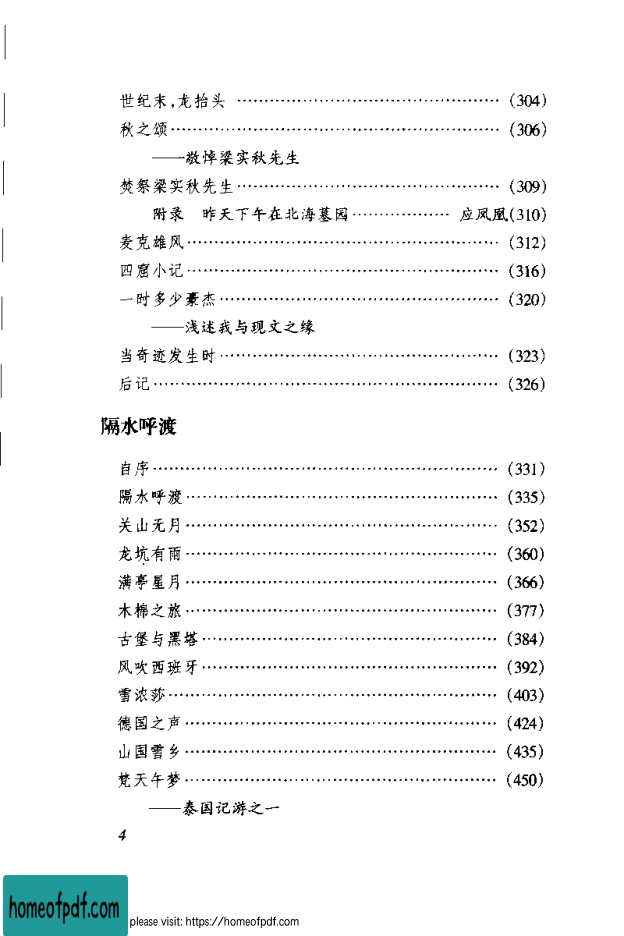 世纪末,龙抬头 …………………………………………(304)
秋之颂……………………………………………………(306)
——敬悼梁实秋先生
焚祭梁实秋先生…………………………………………(309)
附录 昨天下午在北海墓园……………… 应凤凰(310)
麦克雄风…………………………………………………(312)
四窟小记…………………………………………………(316)
一时多少豪杰……………………………………………(320)
——浅述我与现文之缘
当奇迹发生时……………………………………………(323)
后记………………………………………………………(326)
隔水呼渡
自序………………………………………………………(331)
隔水呼渡…………………………………………………(335)
关山无月…………………………………………………(352)
龙坑有雨…………………………………………………(360)
满亭星月…………………………………………………(366)
木棉之旅…………………………………………………(377)
古堡与黑塔………………………………………………(384)
风吹西班牙………………………………………………(392)
雪浓莎……………………………………………………(403)
德国之声…………………………………………………(424)
山国雪乡…………………………………………………(435)
梵天午梦…………………………………………………(450)
——泰国记游之一
4
homeofpdf.com
please visit: https://homeofpdf.com